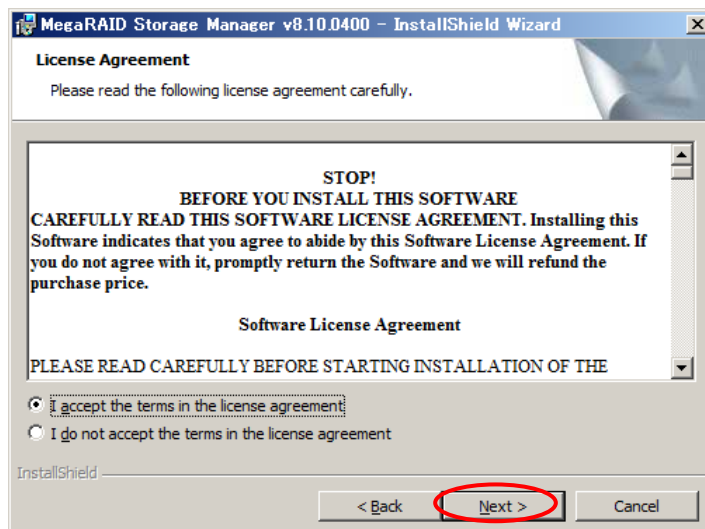 MegaRAID Storage Manager v8.10.0400 – InstallShield Wizard
License Agreement
Please read the following license agreement carefully.
STOP!
BEFORE YOU INSTALL THIS SOFTWARE
CAREFULLY READ THIS SOFTWARE LICENSE AGREEMENT. Installing this
Software indicates that you agree to abide by this Software License Agreement. If
you do not agree with it, promptly return the Software and we will refund the
purchase price.
Software License Agreement
PLEASE READ CAREFULLY BEFORE STARTING INSTALLATION OF THE
I accept the terms in the license agreement
I do not accept the terms in the license agreement
InstallShield
< Back Next > Cancel